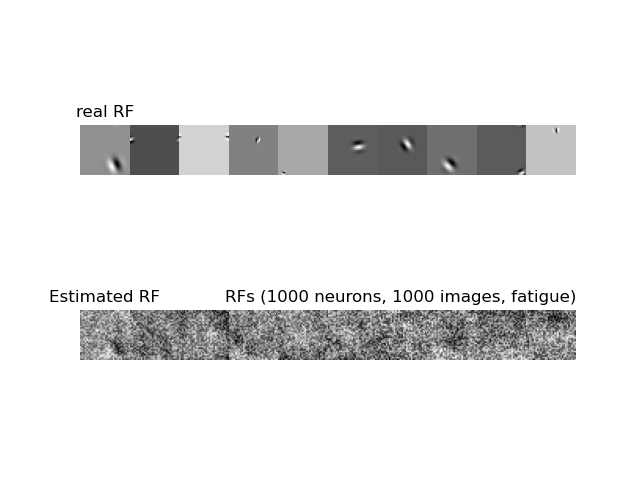 real RF
Estimated RF
RFs (1000 neurons, 1000 images, fatigue)